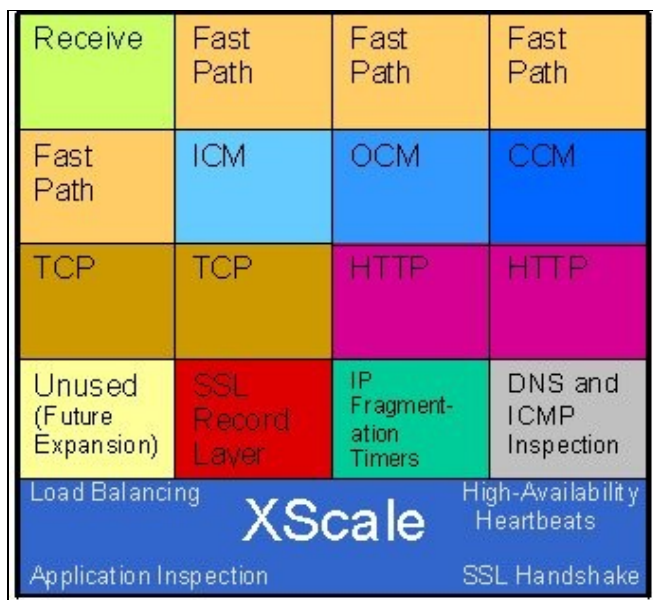 Receive
Fast
Path
Fast
Path
Fast
Path
Fast
Path
ICM
OCM
CCM
TCP
TCP
HTTP
HTTP
Unused
(Future
Expansion)
SSL
Record
Layer
IP
Fragment-
ation
Timers
DNS and
ICMP
Inspection
Load Balancing
XScale
High-Availability
Heartbeats
Application Inspection
SSL Handshake